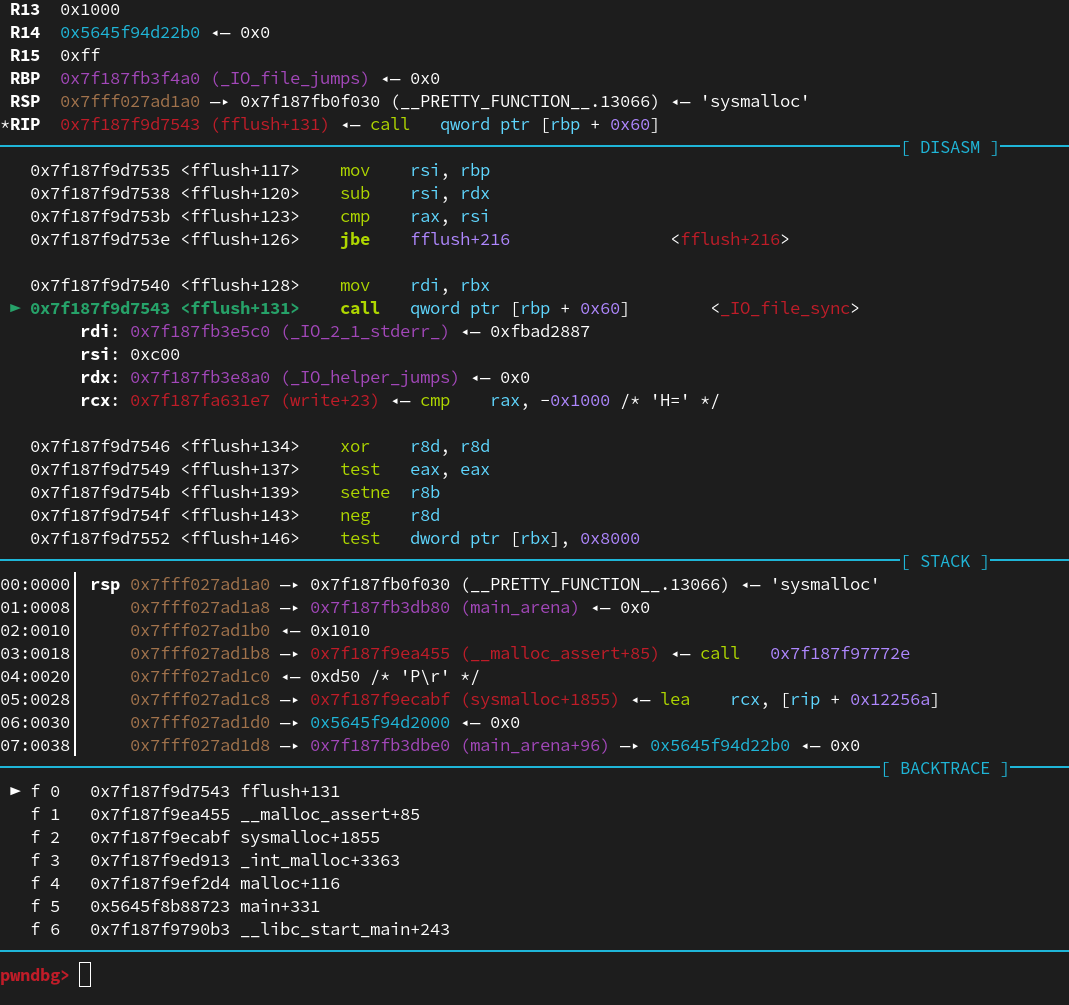 R13  0x1000
R14  0x5645f94d22b0 ◂— 0x0
R15  0xff
RBP  0x7f187fb3f4a0 (_IO_file_jumps) ◂— 0x0
RSP  0x7fff027ad1a0 —▸ 0x7f187fb0f030 (__PRETTY_FUNCTION__.13066) ◂— 'sysmalloc'
*RIP  0x7f187f9d7543 (fflush+131) ◂— call   qword ptr [rbp + 0x60]
[ DISASM ]
0x7f187f9d7535 <fflush+117>    mov    rsi, rbp
0x7f187f9d7538 <fflush+120>    sub    rsi, rdx
0x7f187f9d753b <fflush+123>    cmp    rax, rsi
0x7f187f9d753e <fflush+126>    jbe    fflush+216                <fflush+216>
0x7f187f9d7540 <fflush+128>    mov    rdi, rbx
► 0x7f187f9d7543 <fflush+131>    call   qword ptr [rbp + 0x60]        <_IO_file_sync>
rdi: 0x7f187fb3e5c0 (_IO_2_1_stderr_) ◂— 0xfbad2887
rsi: 0xc00
rdx: 0x7f187fb3e8a0 (_IO_helper_jumps) ◂— 0x0
rcx: 0x7f187fa631e7 (write+23) ◂— cmp    rax, -0x1000 /* 'H=' */
0x7f187f9d7546 <fflush+134>    xor    r8d, r8d
0x7f187f9d7549 <fflush+137>    test   eax, eax
0x7f187f9d754b <fflush+139>    setne  r8b
0x7f187f9d754f <fflush+143>    neg    r8d
0x7f187f9d7552 <fflush+146>    test   dword ptr [rbx], 0x8000
[ STACK ]
00:0000│ rsp 0x7fff027ad1a0 —▸ 0x7f187fb0f030 (__PRETTY_FUNCTION__.13066) ◂— 'sysmalloc'
01:0008│     0x7fff027ad1a8 —▸ 0x7f187fb3db80 (main_arena) ◂— 0x0
02:0010│     0x7fff027ad1b0 ◂— 0x1010
03:0018│     0x7fff027ad1b8 —▸ 0x7f187f9ea455 (__malloc_assert+85) ◂— call   0x7f187f97772e
04:0020│     0x7fff027ad1c0 ◂— 0xd50 /* 'P\r' */
05:0028│     0x7fff027ad1c8 —▸ 0x7f187f9ecabf (sysmalloc+1855) ◂— lea    rcx, [rip + 0x12256a]
06:0030│     0x7fff027ad1d0 —▸ 0x5645f94d2000 ◂— 0x0
07:0038│     0x7fff027ad1d8 —▸ 0x7f187fb3dbe0 (main_arena+96) —▸ 0x5645f94d22b0 ◂— 0x0
[ BACKTRACE ]
► f 0   0x7f187f9d7543 fflush+131
f 1   0x7f187f9ea455 __malloc_assert+85
f 2   0x7f187f9ecabf sysmalloc+1855
f 3   0x7f187f9ed913 _int_malloc+3363
f 4   0x7f187f9ef2d4 malloc+116
f 5   0x5645f8b88723 main+331
f 6   0x7f187f9790b3 __libc_start_main+243
pwndbg>